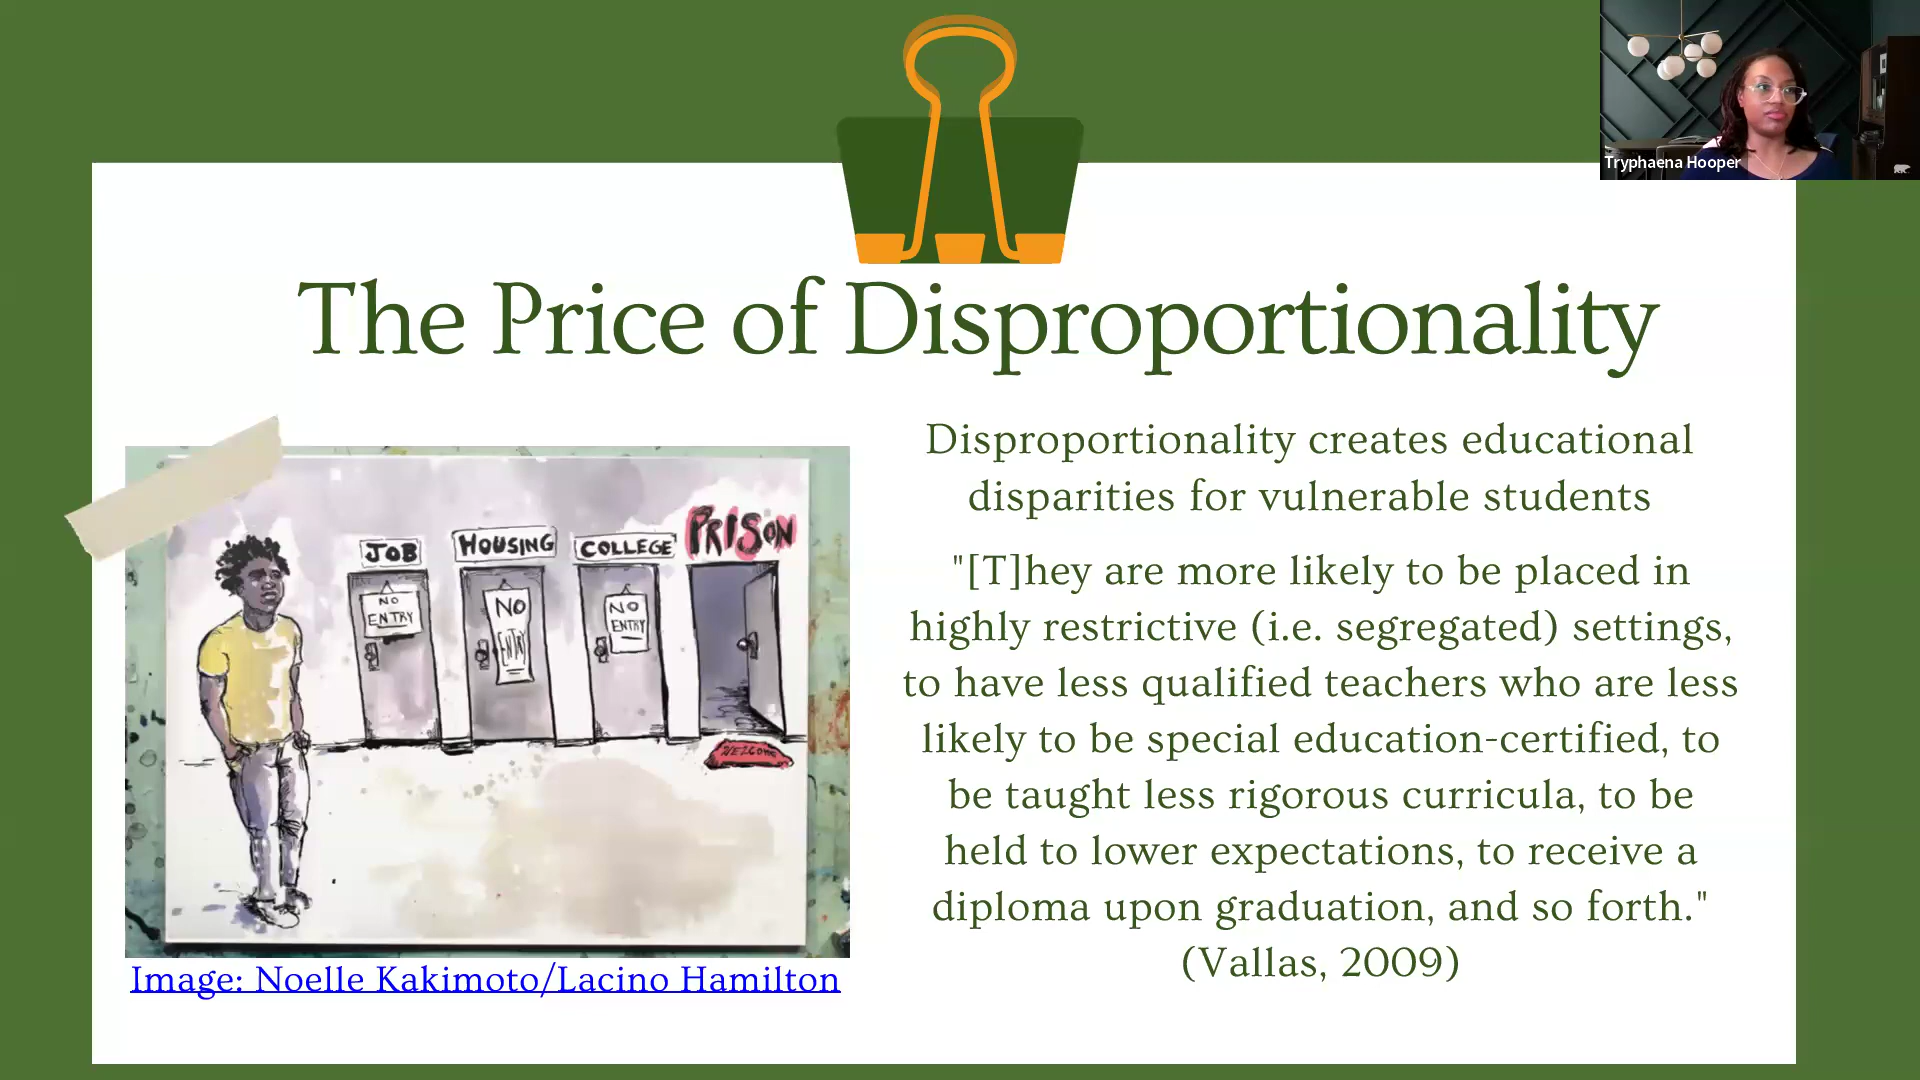 Tryphaena Hooper
The Price of Disproportionality
JOB
NO
ENTRY
HOUSING
NO
ENTRY
COLLEGE
NO
ENTRY
PRISON
WELCOME
Image: Noelle Kakimoto/Lacino Hamilton
Disproportionality creates educational
disparities for vulnerable students
"[T]hey are more likely to be placed in
highly restrictive (i.e. segregated) settings,
to have less qualified teachers who are less
likely to be special education-certified, to
be taught less rigorous curricula, to be
held to lower expectations, to receive a
diploma upon graduation, and so forth."
(Vallas, 2009)